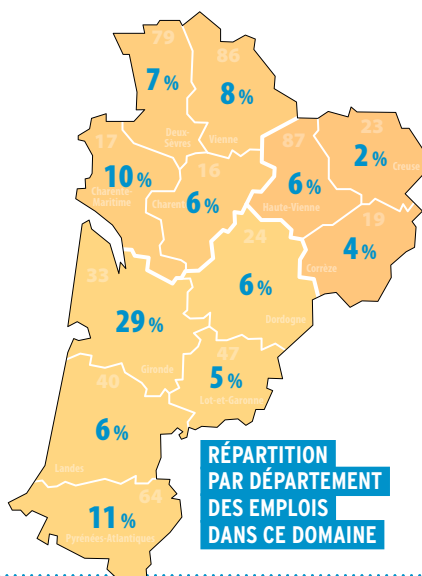 79
7 %
Deux-
Sèvres
86
8 %
Vienne
17
10 %
Charente-
Maritime
16
6 %
Charente
87
6 %
Haute-Vienne
23
2 %
Creuse
19
4 %
Corrèze
24
6 %
Dordogne
33
29 %
Gironde
47
5 %
Lot-et-Garonne
40
6 %
Landes
64
11 %
Pyrénées-Atlantiques
RÉPARTITION
PAR DÉPARTEMENT
DES EMPLOIS
DANS CE DOMAINE